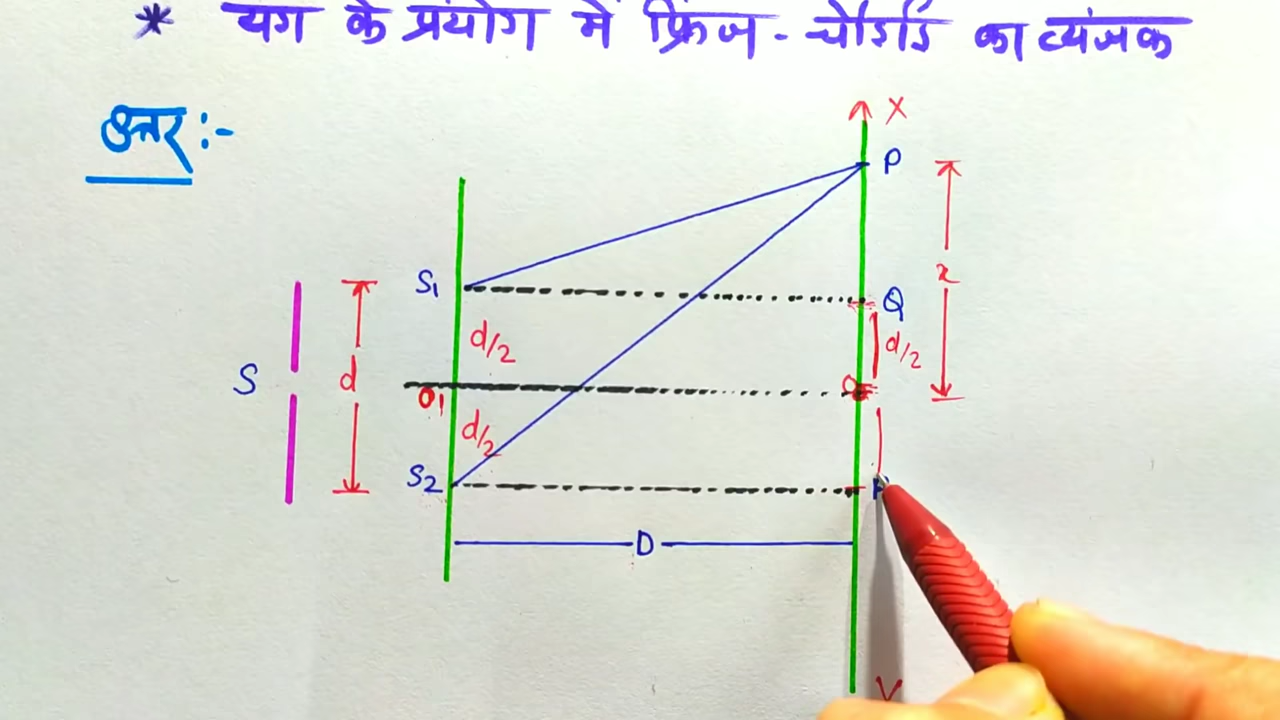 * यंग के प्रयोग में फ्रिंज - चौड़ाई का व्यंजक
उत्तर :-
X
P
S1
x
Q
d/2
d/2
S
d
O1
O
d/2
S2
D
Y